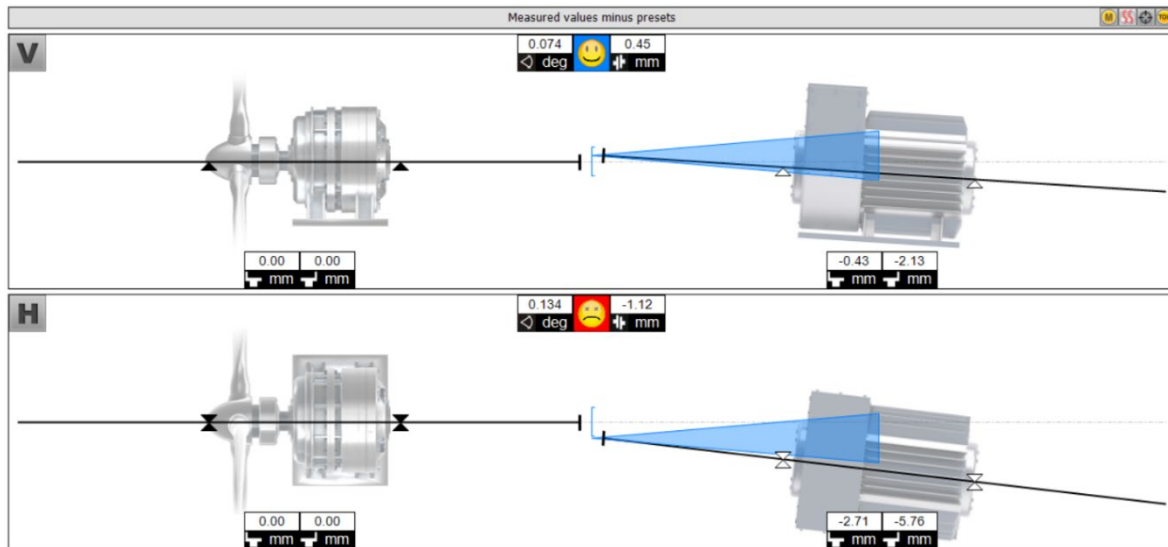 Measured values minus presets
M SS
V
0.074 0.45
deg mm
0.00 0.00
mm mm
-0.43 -2.13
mm mm
H
0.134 -1.12
deg mm
0.00 0.00
mm mm
-2.71 -5.76
mm mm